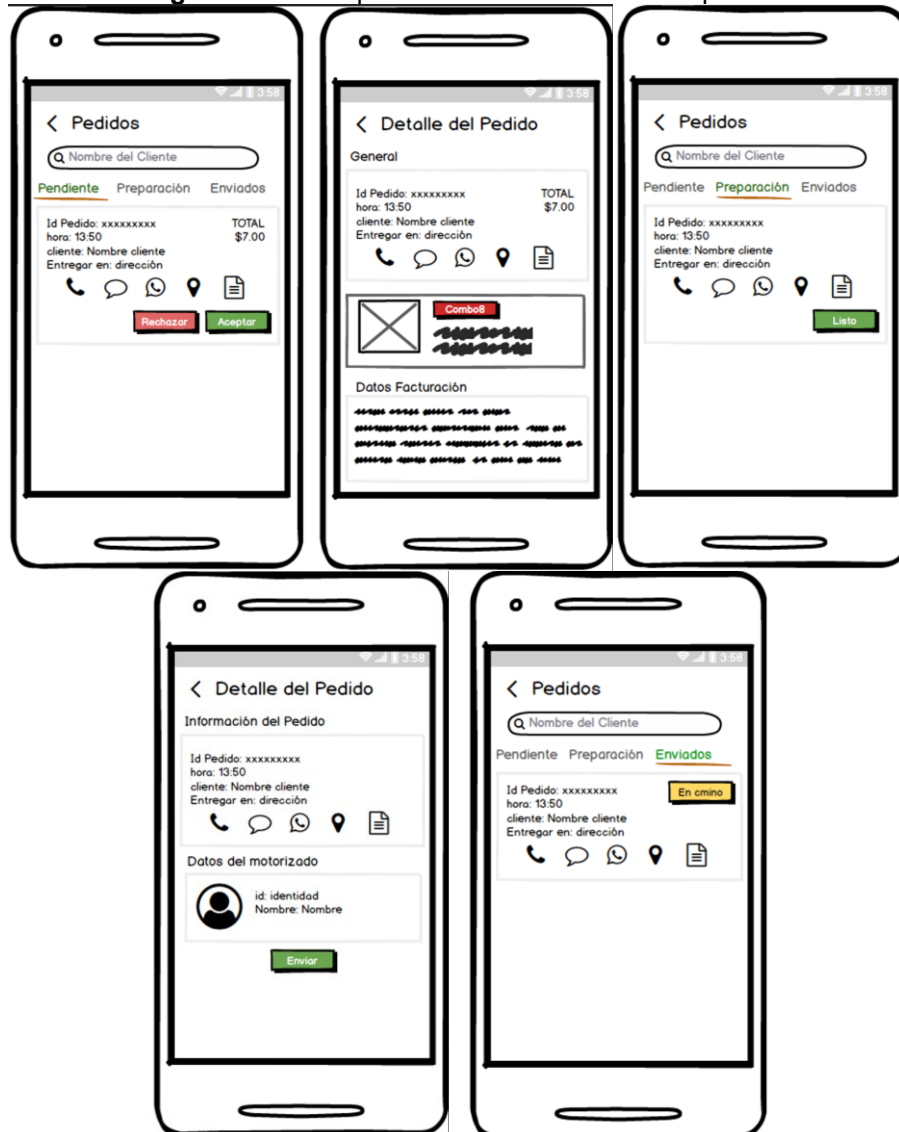 3:58
Pedidos
Nombre del Cliente
Pendiente Preparación Enviados
Id Pedido: xxxxxxxxx TOTAL
hora: 13:50 $7.00
cliente: Nombre cliente
Entregar en: dirección
Rechazar Aceptar
3:58
Detalle del Pedido
General
Id Pedido: xxxxxxxxx TOTAL
hora: 13:50 $7.00
cliente: Nombre cliente
Entregar en: dirección
Combo8
Datos Facturación
3:58
Pedidos
Nombre del Cliente
Pendiente Preparación Enviados
Id Pedido: xxxxxxxxx
hora: 13:50
cliente: Nombre cliente
Entregar en: dirección
Listo
3:58
Detalle del Pedido
Información del Pedido
Id Pedido: xxxxxxxxx
hora: 13:50
cliente: Nombre cliente
Entregar en: dirección
Datos del motorizado
id: identidad
Nombre: Nombre
Enviar
3:58
Pedidos
Nombre del Cliente
Pendiente Preparación Enviados
Id Pedido: xxxxxxxxx En cmino
hora: 13:50
cliente: Nombre cliente
Entregar en: dirección